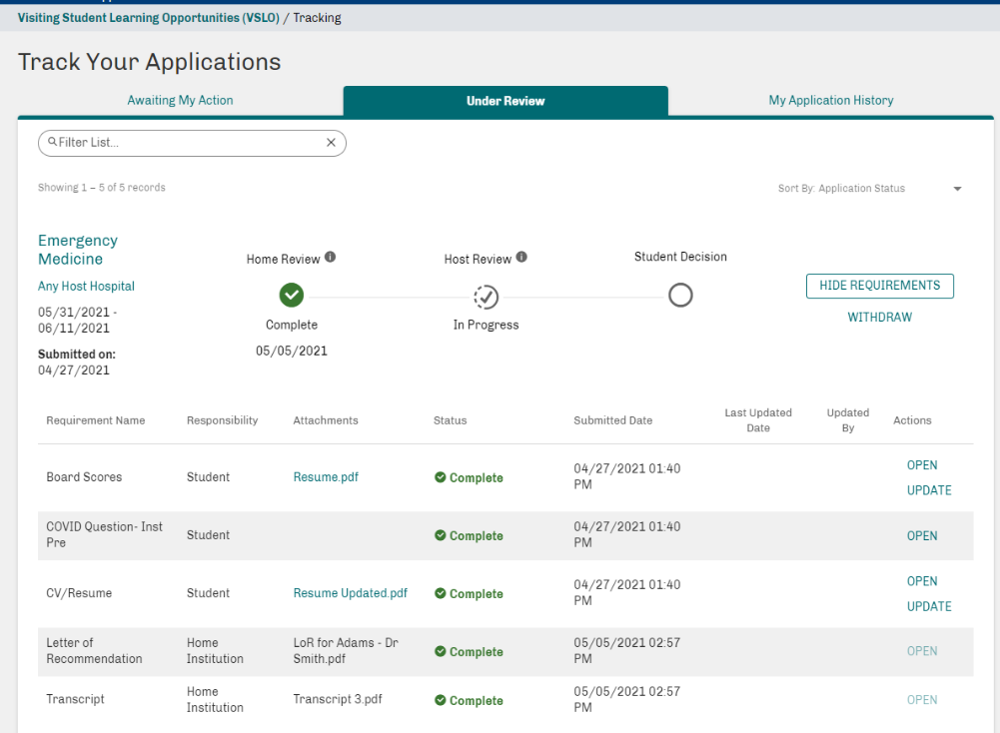 Visiting Student Learning Opportunities (VSLO) / Tracking
Track Your Applications
Awaiting My Action
Under Review
My Application History
Filter List...
Showing 1 – 5 of 5 records
Sort By: Application Status
Emergency
Medicine
Any Host Hospital
05/31/2021 -
06/11/2021
Submitted on:
04/27/2021
Home Review
Complete
05/05/2021
Host Review
In Progress
Student Decision
HIDE REQUIREMENTS
WITHDRAW
Requirement Name Responsibility Attachments Status Submitted Date Last Updated Date Updated By Actions
Board Scores Student Resume.pdf Complete 04/27/2021 01:40 PM OPEN UPDATE
COVID Question- Inst Pre Student Complete 04/27/2021 01:40 PM OPEN
CV/Resume Student Resume Updated.pdf Complete 04/27/2021 01:40 PM OPEN UPDATE
Letter of Recommendation Home Institution LoR for Adams - Dr Smith.pdf Complete 05/05/2021 02:57 PM OPEN
Transcript Home Institution Transcript 3.pdf Complete 05/05/2021 02:57 PM OPEN